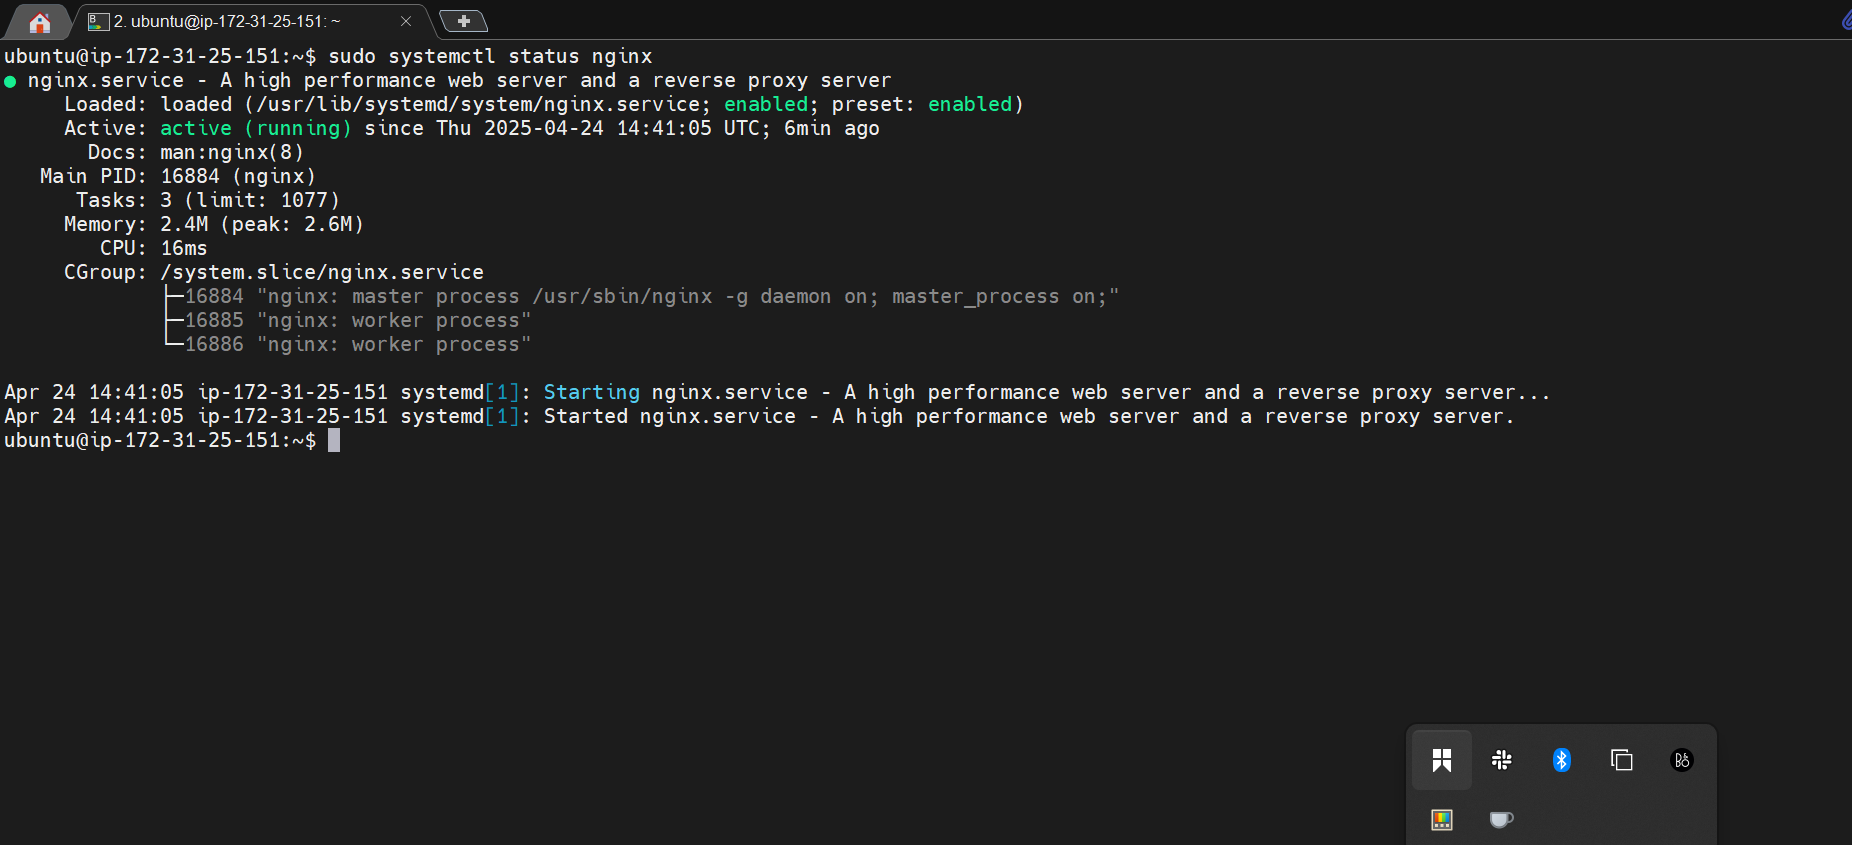 2. ubuntu@ip-172-31-25-151: ~
ubuntu@ip-172-31-25-151:~$ sudo systemctl status nginx
● nginx.service - A high performance web server and a reverse proxy server
     Loaded: loaded (/usr/lib/systemd/system/nginx.service; enabled; preset: enabled)
     Active: active (running) since Thu 2025-04-24 14:41:05 UTC; 6min ago
       Docs: man:nginx(8)
   Main PID: 16884 (nginx)
      Tasks: 3 (limit: 1077)
     Memory: 2.4M (peak: 2.6M)
        CPU: 16ms
     CGroup: /system.slice/nginx.service
             ├─16884 "nginx: master process /usr/sbin/nginx -g daemon on; master_process on;"
             ├─16885 "nginx: worker process"
             └─16886 "nginx: worker process"
Apr 24 14:41:05 ip-172-31-25-151 systemd[1]: Starting nginx.service - A high performance web server and a reverse proxy server...
Apr 24 14:41:05 ip-172-31-25-151 systemd[1]: Started nginx.service - A high performance web server and a reverse proxy server.
ubuntu@ip-172-31-25-151:~$